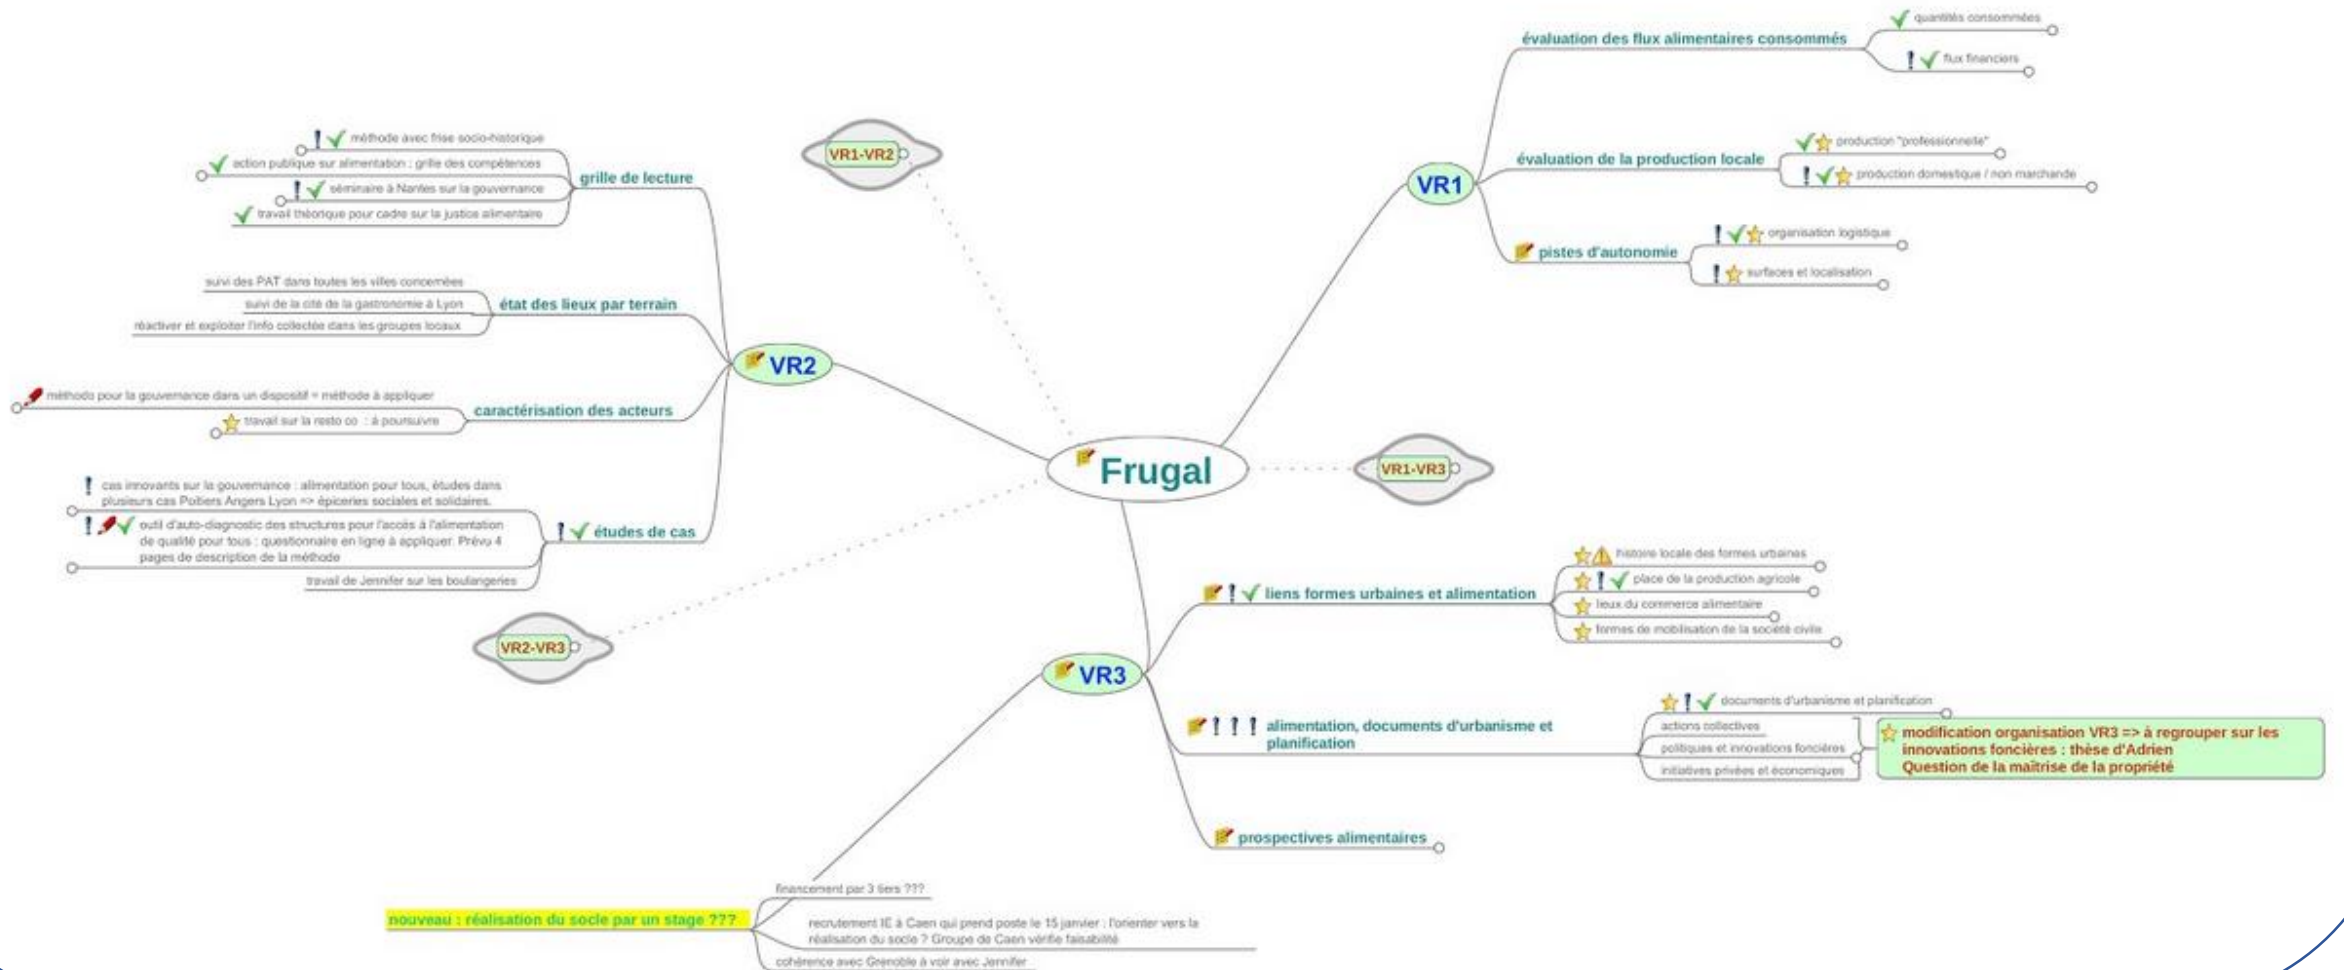 Frugal
VR1
évaluation des flux alimentaires consommés
quantités consommées
flux financiers
évaluation de la production locale
production "professionnelle"
production domestique / non marchande
pistes d'autonomie
organisation logistique
surfaces et localisation
VR1-VR2
VR1-VR3
VR2-VR3
VR2
grille de lecture
méthode avec frise socio-historique
action publique sur alimentation : grille des compétences
séminaire à Nantes sur la gouvernance
travail théorique pour cadre sur la justice alimentaire
état des lieux par terrain
suivi des PAT dans toutes les villes concernées
suivi de la cité de la gastronomie à Lyon
réactiver et exploiter l'info collectée dans les groupes locaux
caractérisation des acteurs
méthodo pour la gouvernance dans un dispositif = méthode à appliquer
travail sur la resto co : à poursuivre
études de cas
cas innovants sur la gouvernance : alimentation pour tous, études dans
plusieurs cas Poitiers Angers Lyon => épiceries sociales et solidaires.
outil d'auto-diagnostic des structures pour l'accès à l'alimentation
de qualité pour tous : questionnaire en ligne à appliquer. Prévu 4
pages de description de la méthode
travail de Jennifer sur les boulangeries
VR3
liens formes urbaines et alimentation
histoire locale des formes urbaines
place de la production agricole
lieux du commerce alimentaire
formes de mobilisation de la société civile
alimentation, documents d'urbanisme et
planification
documents d'urbanisme et planification
actions collectives
politiques et innovations foncières
initiatives privées et économiques
modification organisation VR3 => à regrouper sur les
innovations foncières : thèse d'Adrien
Question de la maîtrise de la propriété
prospectives alimentaires
nouveau : réalisation du socle par un stage ???
financement par 3 tiers ???
recrutement IE à Caen qui prend poste le 15 janvier : l'orienter vers la
réalisation du socle ? Groupe de Caen vérifie faisabilité
cohérence avec Grenoble à voir avec Jennifer